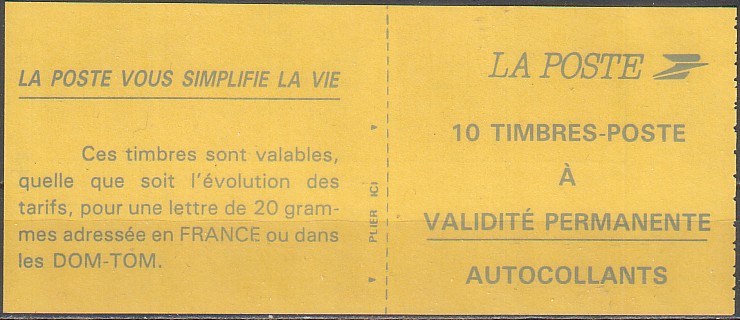 LA POSTE VOUS SIMPLIFIE LA VIE
Ces timbres sont valables,
quelle que soit l'évolution des
tarifs, pour une lettre de 20 gram-
mes adressée en FRANCE ou dans
les DOM-TOM.
PLIER ICI
LA POSTE
10 TIMBRES-POSTE
À
VALIDITÉ PERMANENTE
AUTOCOLLANTS